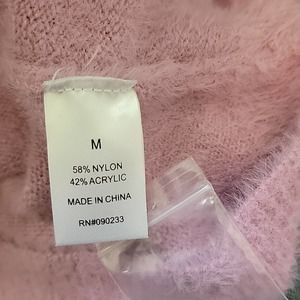 M
58% NYLON
42% ACRYLIC
MADE IN CHINA
RN#090233